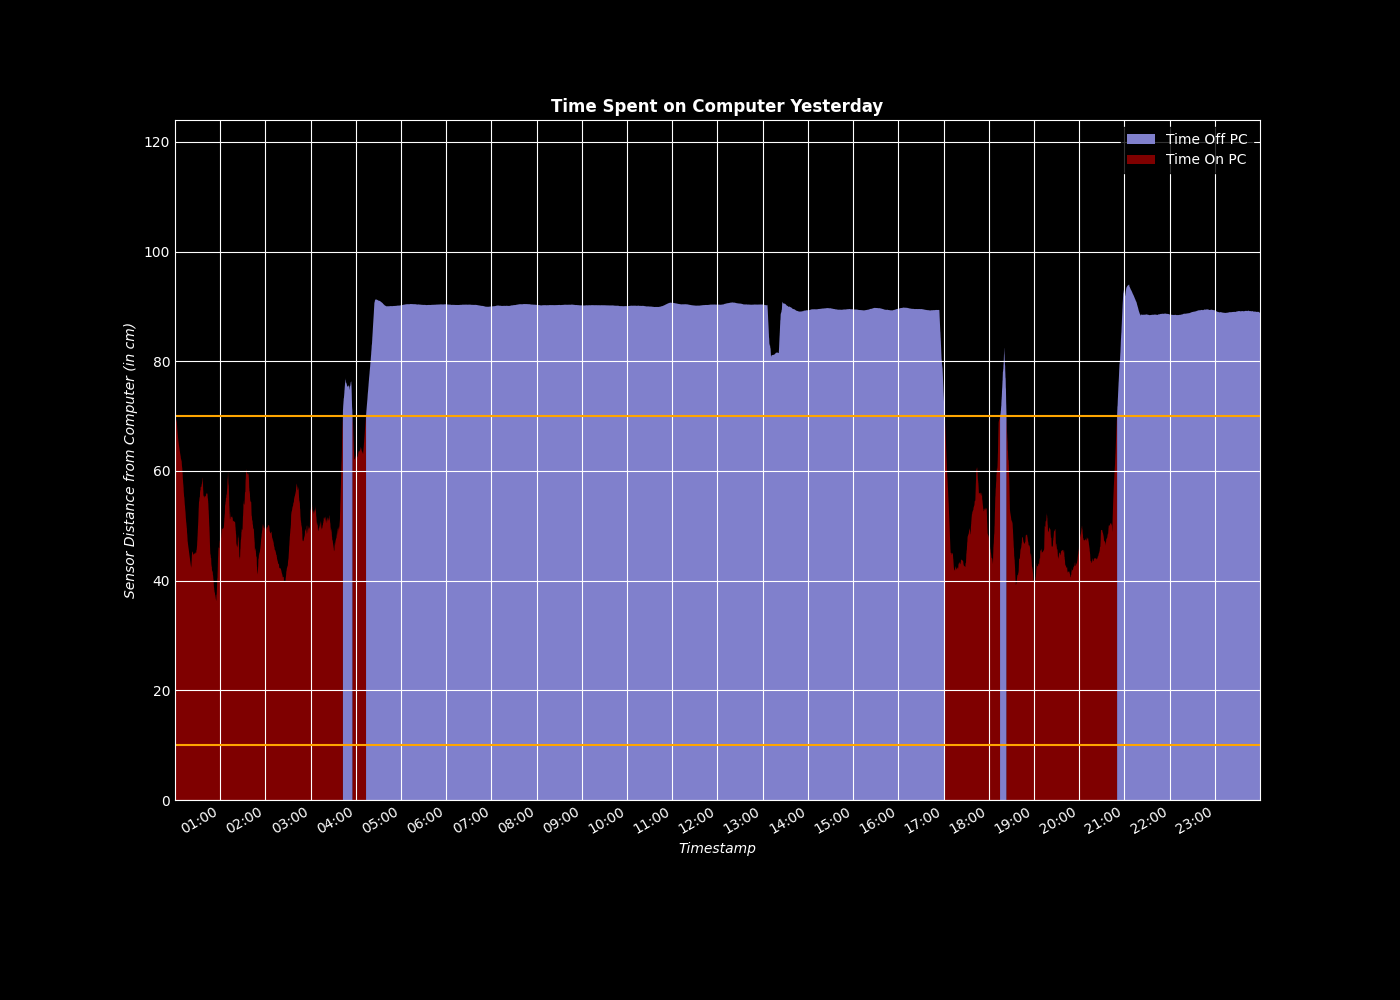 Time Spent on Computer Yesterday
Time Off PC
Time On PC
120
100
80
60
40
20
0
Sensor Distance from Computer (in cm)
01:00 02:00 03:00 04:00 05:00 06:00 07:00 08:00 09:00 10:00 11:00 12:00 13:00 14:00 15:00 16:00 17:00 18:00 19:00 20:00 21:00 22:00 23:00
Timestamp